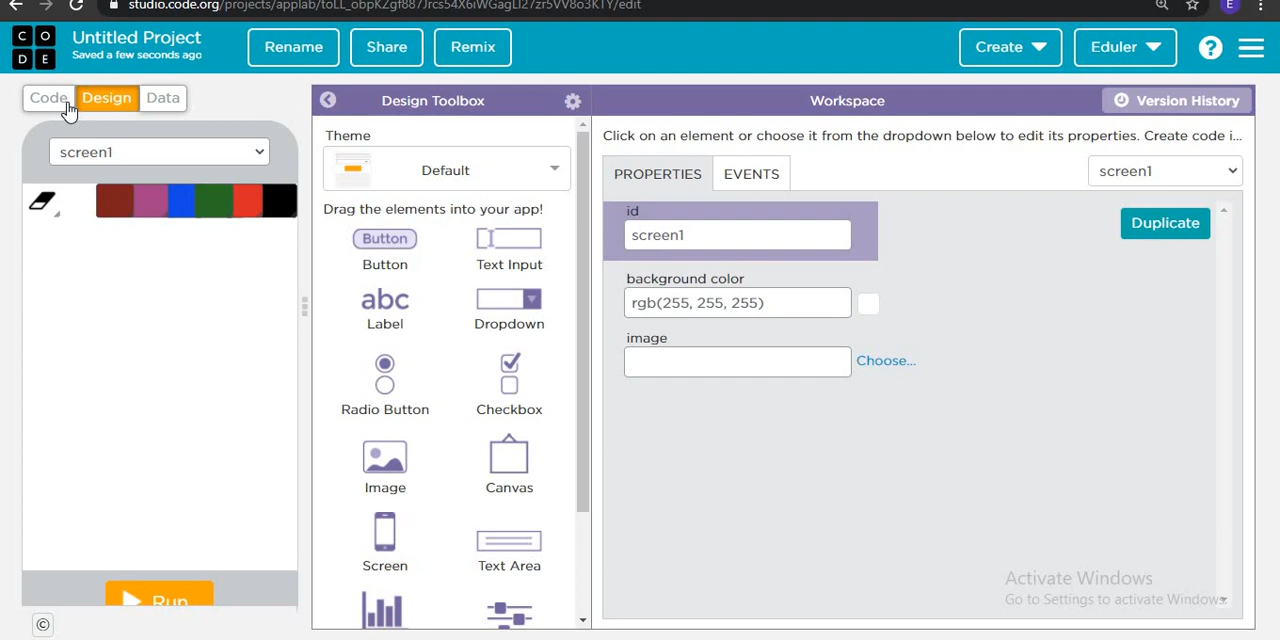 studio.code.org/projects/applab/toLL_obpKZgf887Jrcs54X6iWGagLI27zr5VV8o3KTY/edit
E
C O D E
Untitled Project
Saved a few seconds ago
Rename
Share
Remix
Create
Eduler
?
Code
Design
Data
Design Toolbox
Workspace
Version History
screen1
Theme
Default
Drag the elements into your app!
Button
Button
Text Input
abc
Label
Dropdown
Radio Button
Checkbox
Image
Canvas
Screen
Text Area
Click on an element or choose it from the dropdown below to edit its properties. Create code i...
PROPERTIES
EVENTS
screen1
id
screen1
Duplicate
background color
rgb(255, 255, 255)
image
Choose...
Run
©
Activate Windows
Go to Settings to activate Windows.